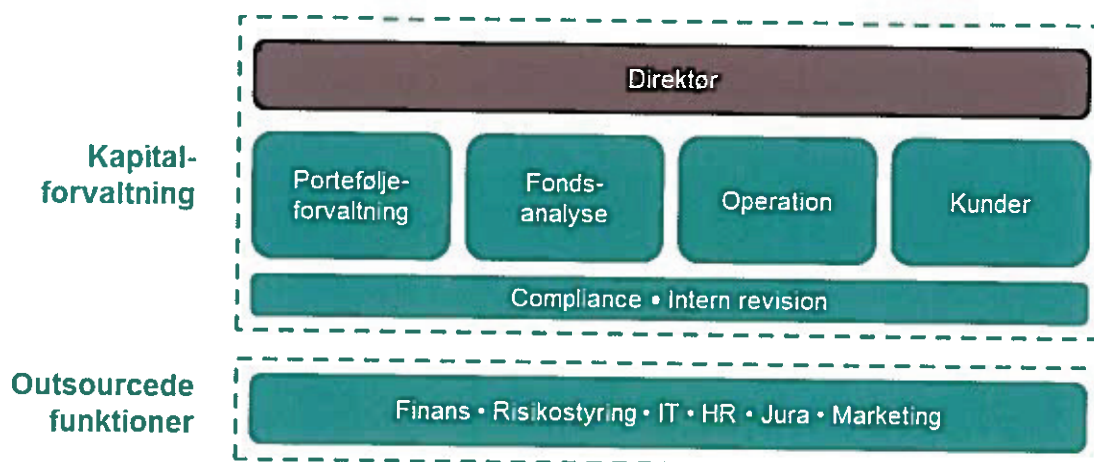 Direktør
Kapital-
forvaltning
Portefølje-
forvaltning
Fonds-
analyse
Operation
Kunder
Compliance • Intern revision
Outsourcede
funktioner
Finans • Risikostyring • IT • HR • Jura • Marketing